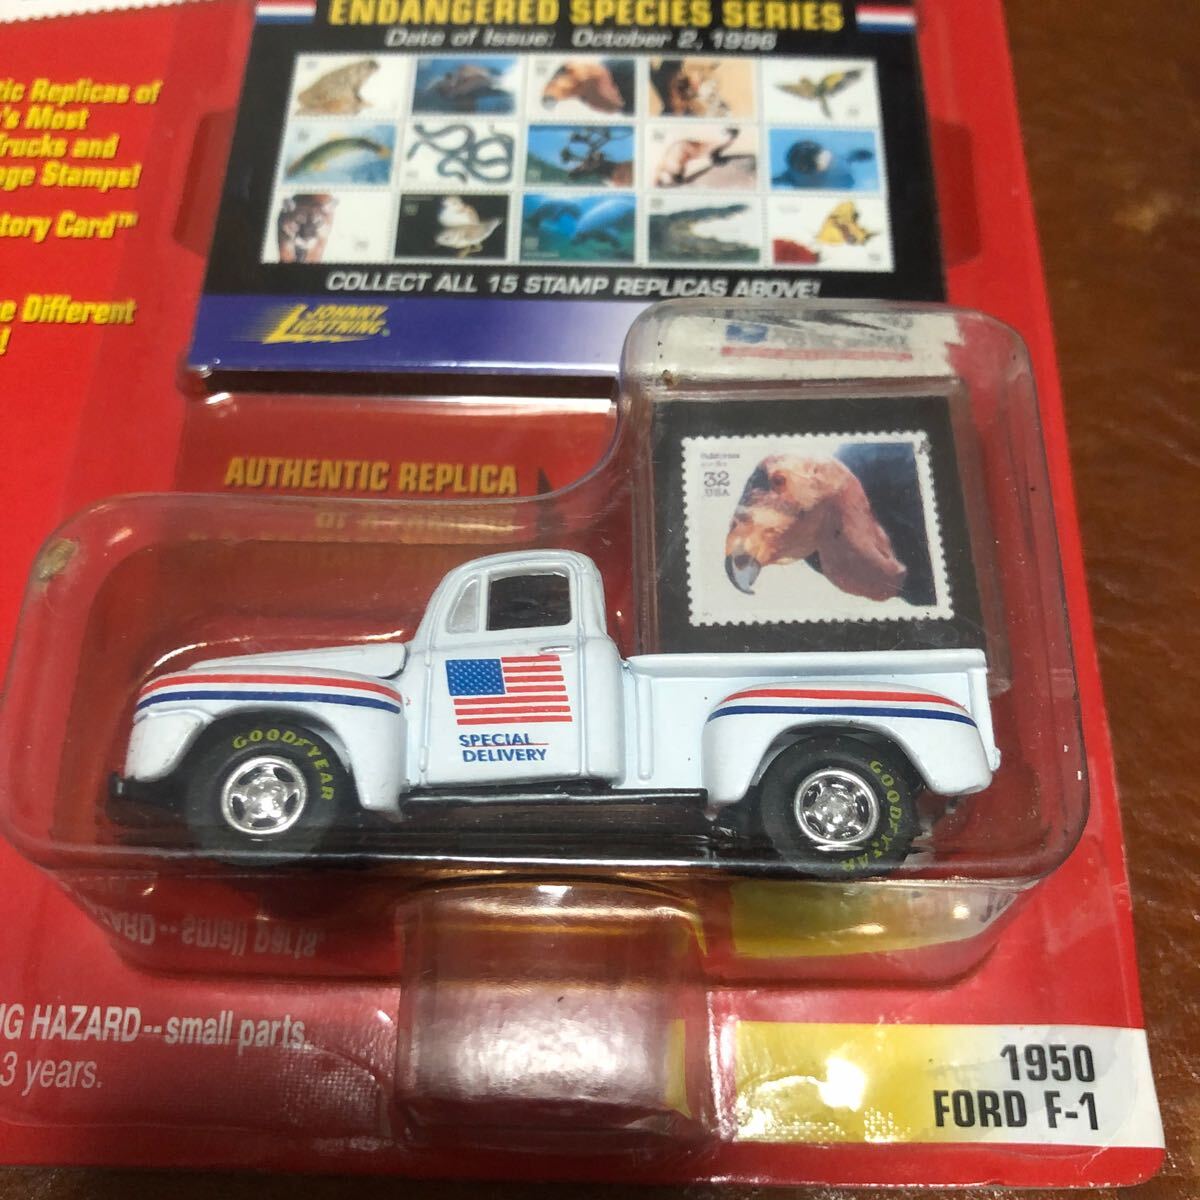 ENDANGERED SPECIES SERIES
Date of Issue: October 2, 1996
tic Replicas of
's Most
Trucks and
age Stamps!
tory Card™
e Different
!
COLLECT ALL 15 STAMP REPLICAS ABOVE!
JOHNNY
LIGHTNING®
AUTHENTIC REPLICA
32
USA
GOODYEAR
SPECIAL
DELIVERY
GOODYEAR
NG HAZARD--small parts.
3 years.
1950
FORD F-1